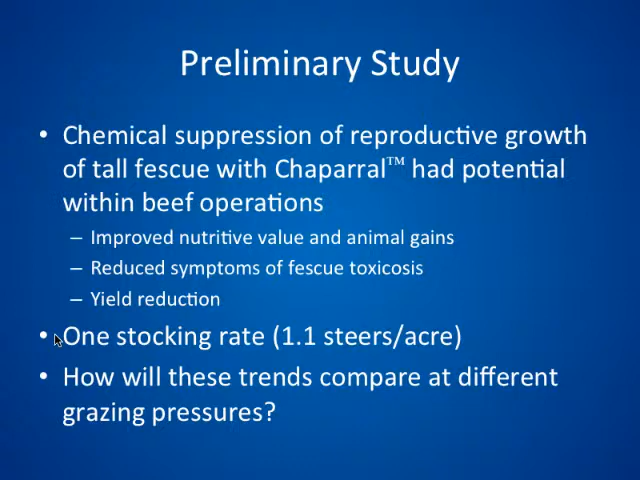 Preliminary Study
• Chemical suppression of reproductive growth
of tall fescue with Chaparral™ had potential
within beef operations
– Improved nutritive value and animal gains
– Reduced symptoms of fescue toxicosis
– Yield reduction
• One stocking rate (1.1 steers/acre)
• How will these trends compare at different
grazing pressures?